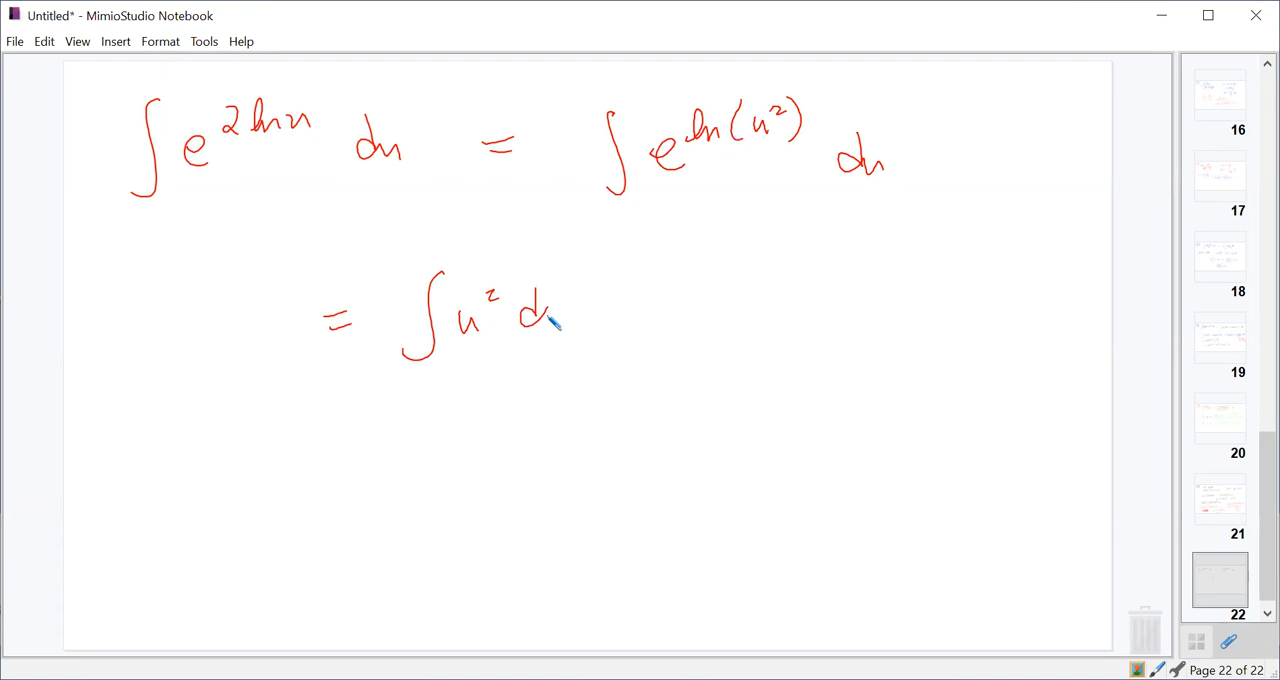 Untitled* - MimioStudio Notebook
File Edit View Insert Format Tools Help
∫ e^{2 ln x} dx = ∫ e^{ln(x²)} dx
= ∫ x² d
16
17
18
19
20
21
22
Page 22 of 22